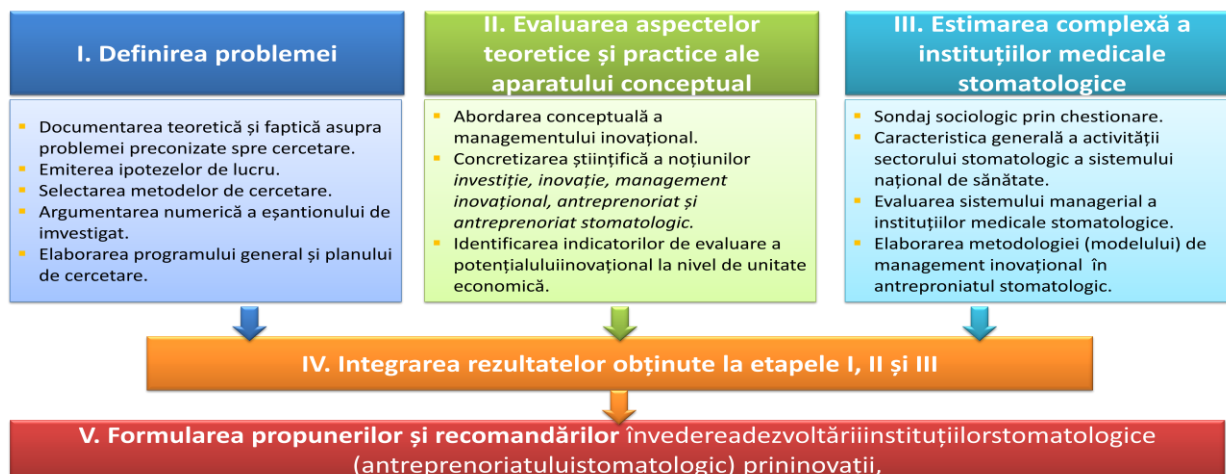 I. Definirea problemei
Documentarea teoretică și faptică asupra
problemei preconizate spre cercetare.
Emiterea ipotezelor de lucru.
Selectarea metodelor de cercetare.
Argumentarea numerică a eșantionului de
imvestigat.
Elaborarea programului general și planului
de cercetare.
II. Evaluarea aspectelor
teoretice și practice ale
aparatului conceptual
Abordarea conceptuală a
managementului inovațional.
Concretizarea științifică a noțiunilor
investiție, inovație, management
inovațional, antreprenoriat și
antreprenoriat stomatologic.
Identificarea indicatorilor de evaluare a
potențialuluiinovațional la nivel de unitate
economică.
III. Estimarea complexă a
instituțiilor medicale
stomatologice
Sondaj sociologic prin chestionare.
Caracteristica generală a activității
sectorului stomatologic a sistemului
național de sănătate.
Evaluarea sistemului managerial a
instituțiilor medicale stomatologice.
Elaborarea metodologiei (modelului) de
management inovațional în
antreproniatul stomatologic.
IV. Integrarea rezultatelor obținute la etapele I, II și III
V. Formularea propunerilor și recomandărilor învedereadezvoltăriiinstituțiilorstomatologice
(antreprenoriatuluistomatologic) prininovații,